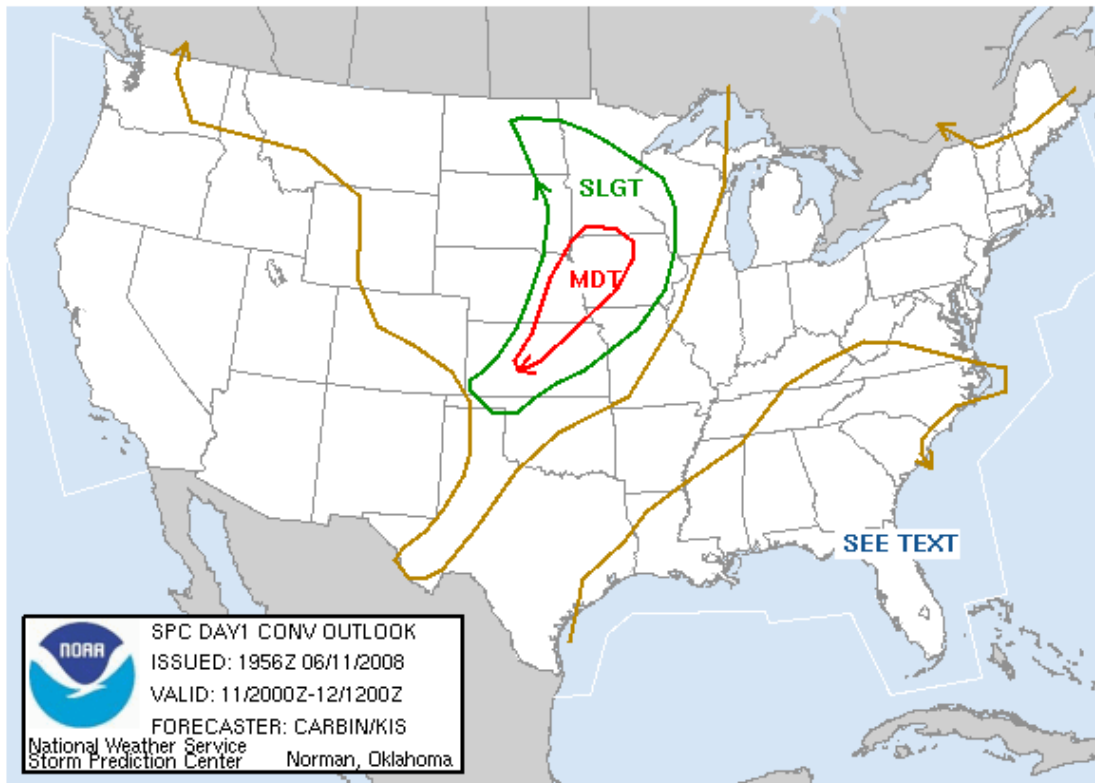 SLGT
MDT
SEE TEXT
NOAA
SPC DAY1 CONV OUTLOOK
ISSUED: 1956Z 06/11/2008
VALID: 11/2000Z-12/1200Z
FORECASTER: CARBIN/KIS
National Weather Service
Storm Prediction Center Norman, Oklahoma